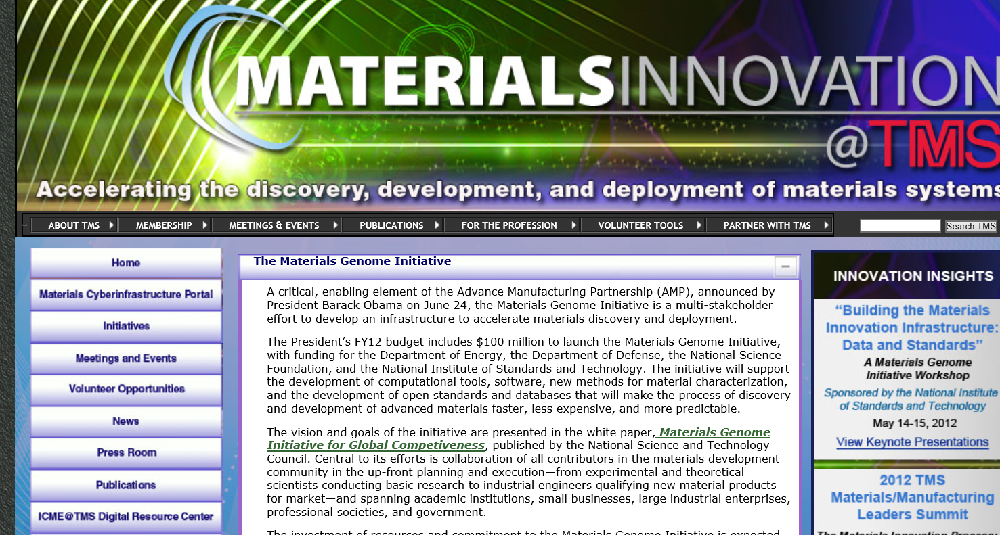 MATERIALSINNOVATION
@TMS
Accelerating the discovery, development, and deployment of materials systems
ABOUT TMS MEMBERSHIP MEETINGS & EVENTS PUBLICATIONS FOR THE PROFESSION VOLUNTEER TOOLS PARTNER WITH TMS Search TMS
Home
Materials Cyberinfrastructure Portal
Initiatives
Meetings and Events
Volunteer Opportunities
News
Press Room
Publications
ICME@TMS Digital Resource Center
The Materials Genome Initiative
A critical, enabling element of the Advance Manufacturing Partnership (AMP), announced by
President Barack Obama on June 24, the Materials Genome Initiative is a multi-stakeholder
effort to develop an infrastructure to accelerate materials discovery and deployment.
The President’s FY12 budget includes $100 million to launch the Materials Genome Initiative,
with funding for the Department of Energy, the Department of Defense, the National Science
Foundation, and the National Institute of Standards and Technology. The initiative will support
the development of computational tools, software, new methods for material characterization,
and the development of open standards and databases that will make the process of discovery
and development of advanced materials faster, less expensive, and more predictable.
The vision and goals of the initiative are presented in the white paper, Materials Genome
Initiative for Global Competiveness, published by the National Science and Technology
Council. Central to its efforts is collaboration of all contributors in the materials development
community in the up-front planning and execution—from experimental and theoretical
scientists conducting basic research to industrial engineers qualifying new material products
for market—and spanning academic institutions, small businesses, large industrial enterprises,
professional societies, and government.
The investment of resources and commitment to the Materials Genome Initiative is expected
INNOVATION INSIGHTS
“Building the Materials
Innovation Infrastructure:
Data and Standards”
A Materials Genome
Initiative Workshop
Sponsored by the National Institute
of Standards and Technology
May 14-15, 2012
View Keynote Presentations
2012 TMS
Materials/Manufacturing
Leaders Summit
The Materials Innovation Process: